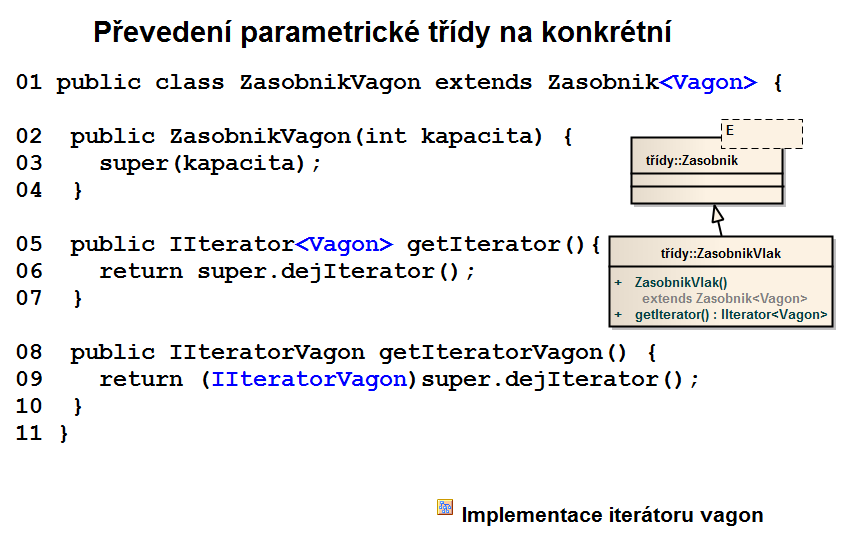 Převedení parametrické třídy na konkrétní
01 public class ZasobnikVagon extends Zasobnik<Vagon> {
02  public ZasobnikVagon(int kapacita) {
03    super(kapacita);
04  }
05  public IIterator<Vagon> getIterator(){
06    return super.dejIterator();
07  }
08  public IIteratorVagon getIteratorVagon() {
09    return (IIteratorVagon)super.dejIterator();
10  }
11 }
E
třídy::Zasobnik
třídy::ZasobnikVlak
+ ZasobnikVlak()
extends Zasobnik<Vagon>
+ getIterator() : IIterator<Vagon>
Implementace iterátoru vagon